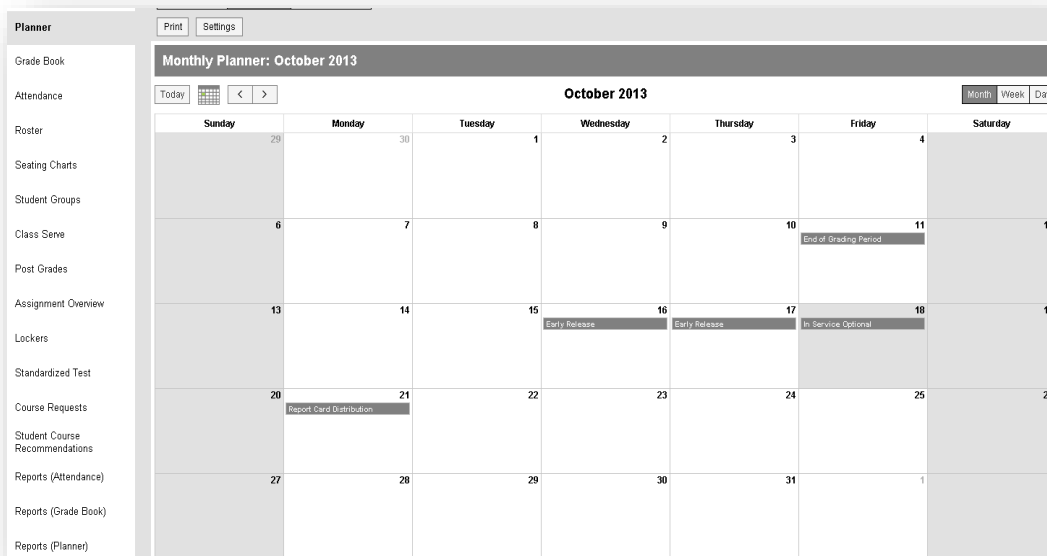 Planner
Grade Book
Attendance
Roster
Seating Charts
Student Groups
Class Serve
Post Grades
Assignment Overview
Lockers
Standardized Test
Course Requests
Student Course
Recommendations
Reports (Attendance)
Reports (Grade Book)
Reports (Planner)
Print Settings
Monthly Planner: October 2013
Today < > October 2013 Month Week
Sunday Monday Tuesday Wednesday Thursday Friday Saturday
29 30 1 2 3 4
6 7 8 9 10 11
End of Grading Period
13 14 15 16 17 18
Early Release Early Release In Service Optional
20 21 22 23 24 25
Report Card Distribution
27 28 29 30 31 1